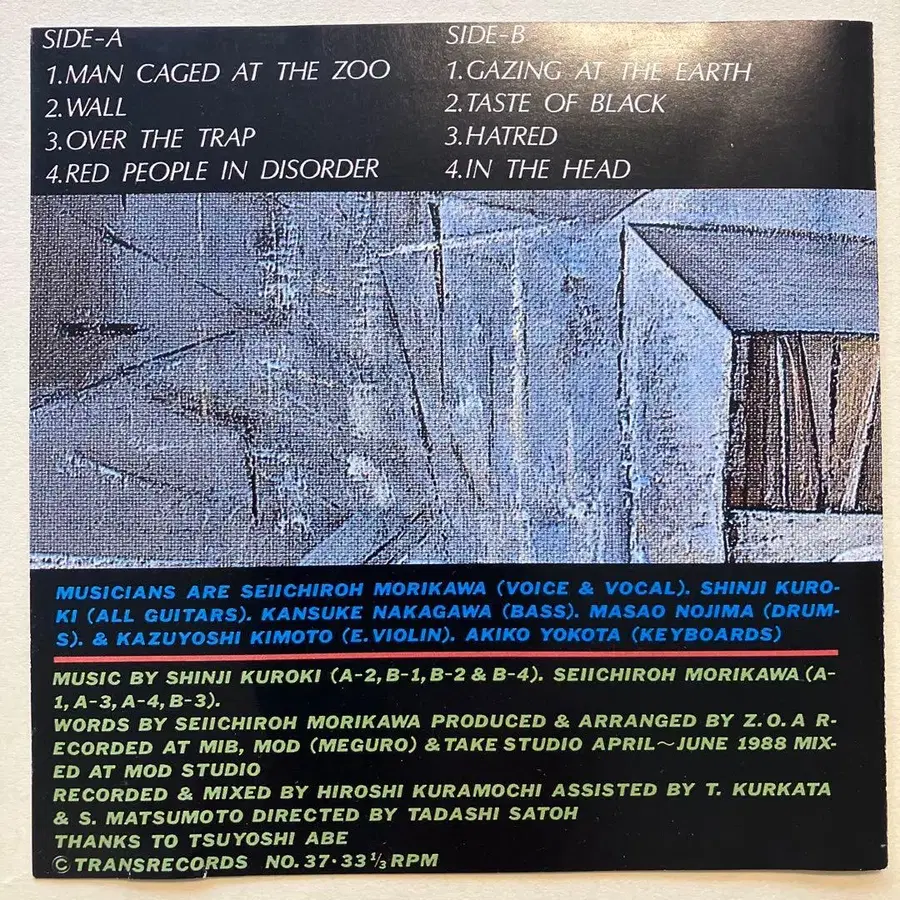 SIDE-A
1.MAN CAGED AT THE ZOO
2.WALL
3.OVER THE TRAP
4.RED PEOPLE IN DISORDER
SIDE-B
1.GAZING AT THE EARTH
2.TASTE OF BLACK
3.HATRED
4.IN THE HEAD
MUSICIANS ARE SEIICHIROH MORIKAWA (VOICE & VOCAL). SHINJI KURO-
KI (ALL GUITARS). KANSUKE NAKAGAWA (BASS). MASAO NOJIMA (DRUM-
S). & KAZUYOSHI KIMOTO (E.VIOLIN). AKIKO YOKOTA (KEYBOARDS)
MUSIC BY SHINJI KUROKI (A-2, B-1, B-2 & B-4). SEIICHIROH MORIKAWA (A-
1, A-3, A-4, B-3).
WORDS BY SEIICHIROH MORIKAWA PRODUCED & ARRANGED BY Z.O.A R-
ECORDED AT MIB, MOD (MEGURO) & TAKE STUDIO APRIL~JUNE 1988 MIX-
ED AT MOD STUDIO
RECORDED & MIXED BY HIROSHI KURAMOCHI ASSISTED BY T. KURKATA
& S. MATSUMOTO DIRECTED BY TADASHI SATOH
THANKS TO TSUYOSHI ABE
©TRANSRECORDS NO.37·33 1/3 RPM